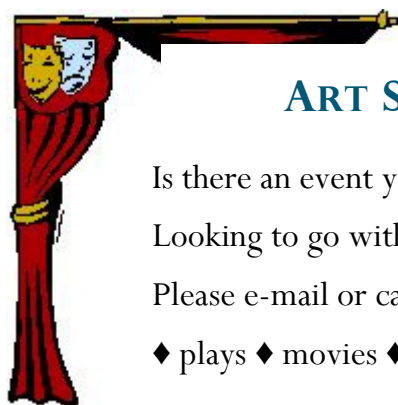 ART S
Is there an event y
Looking to go with
Please e-mail or ca
♦ plays ♦ movies ♦